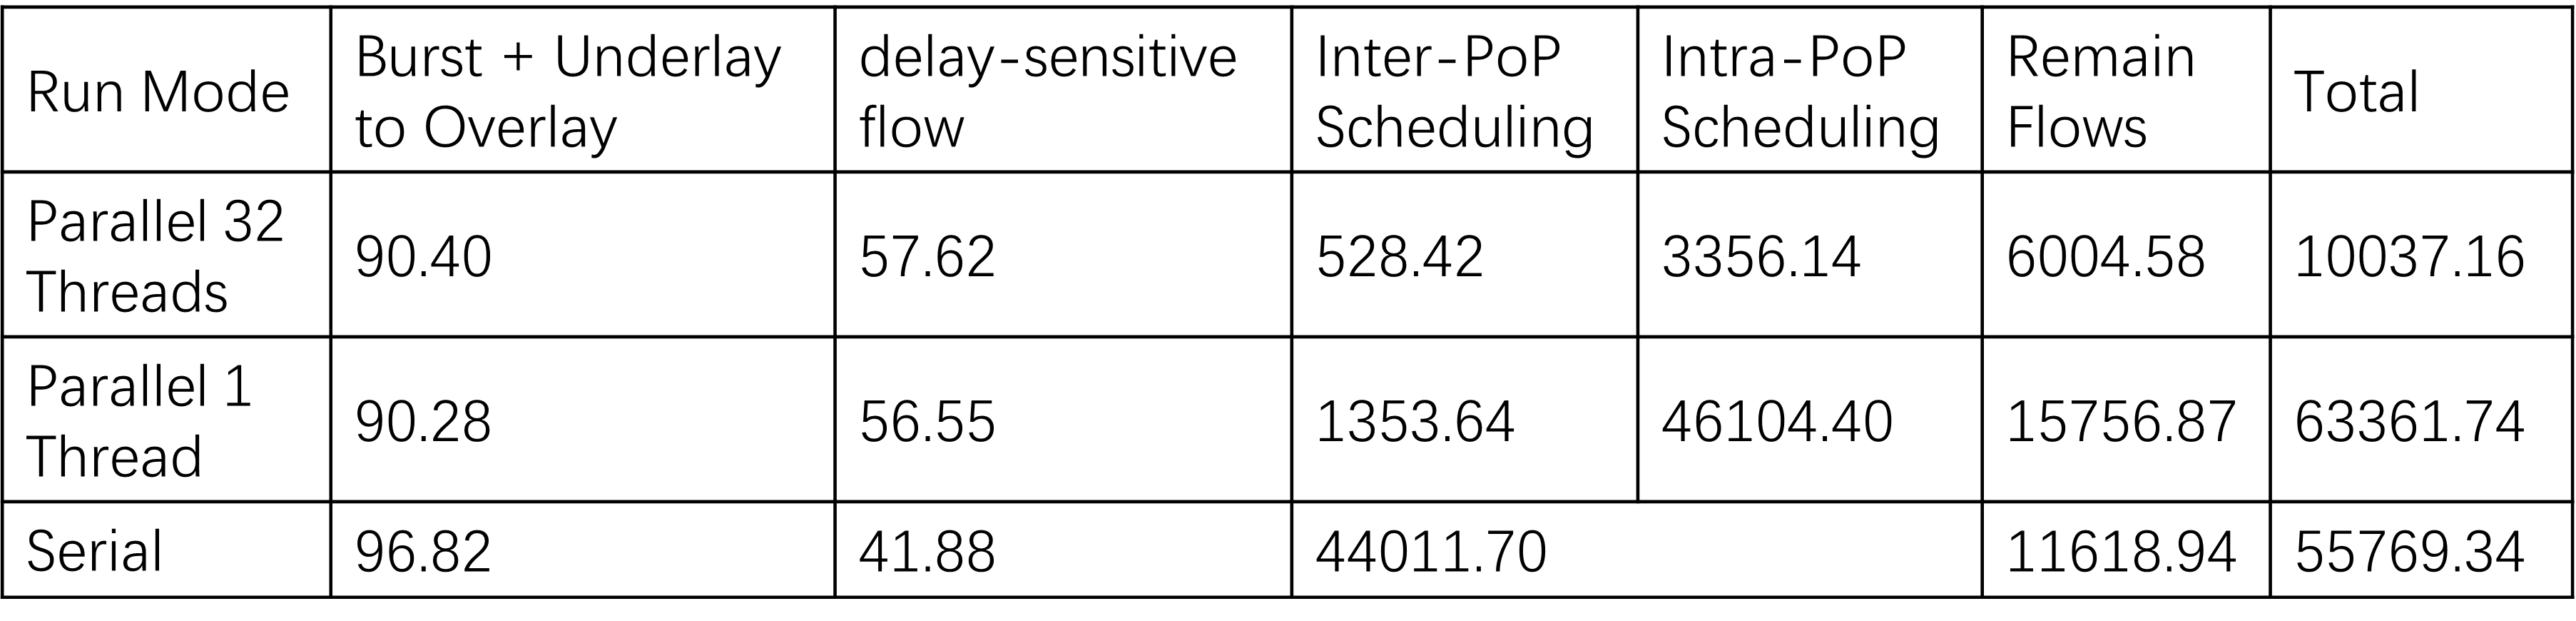 Run Mode
Burst + Underlay
to Overlay
delay-sensitive
flow
Inter-PoP
Scheduling
Intra-PoP
Scheduling
Remain
Flows
Total
Parallel 32
Threads
90.40
57.62
528.42
3356.14
6004.58
10037.16
Parallel 1
Thread
90.28
56.55
1353.64
46104.40
15756.87
63361.74
Serial
96.82
41.88
44011.70
11618.94
55769.34